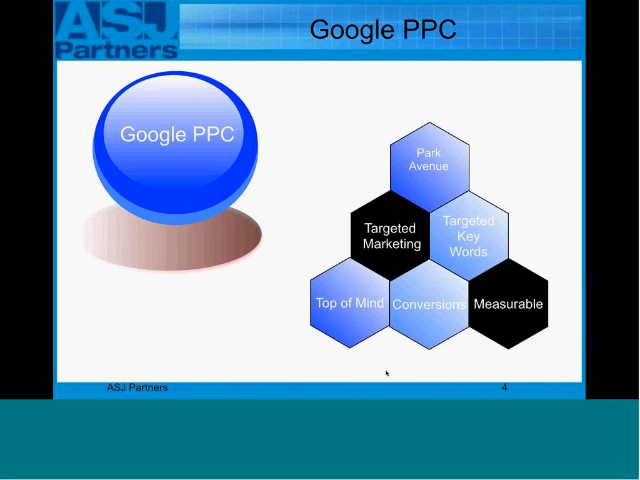 ASJ
Partners
Google PPC
Google PPC
Park
Avenue
Targeted
Marketing
Targeted
Key
Words
Top of Mind
Conversions
Measurable
ASJ Partners
4